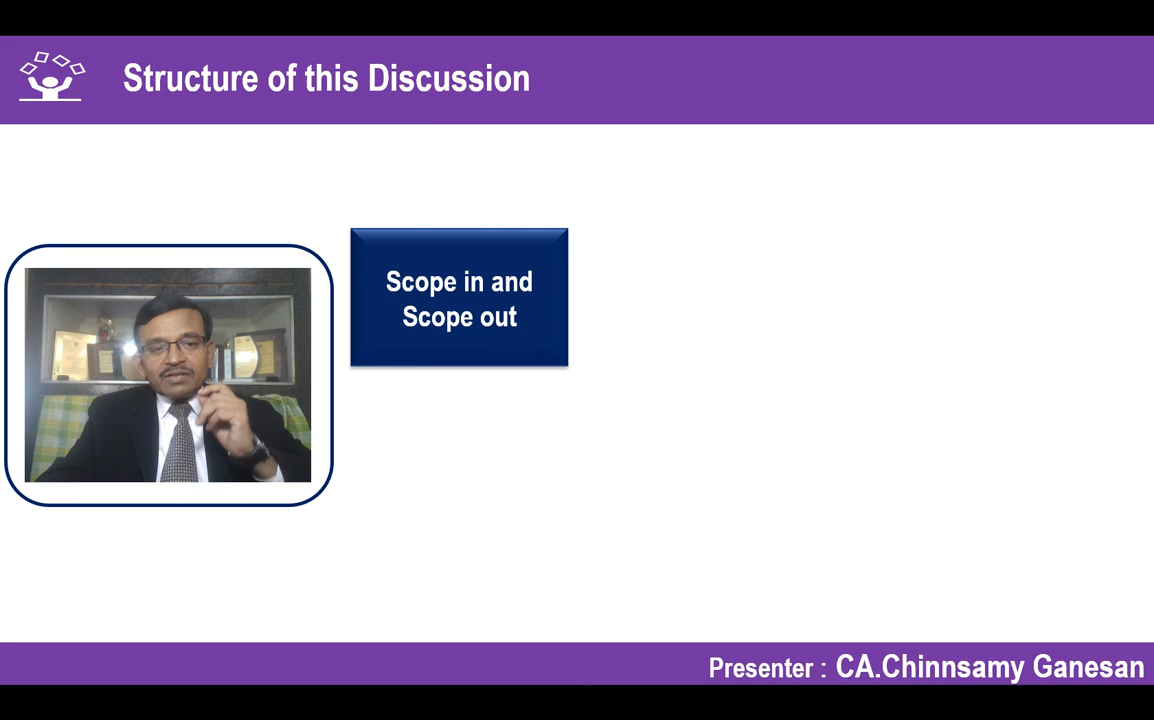 Structure of this Discussion
Scope in and
Scope out
Presenter : CA.Chinnsamy Ganesan